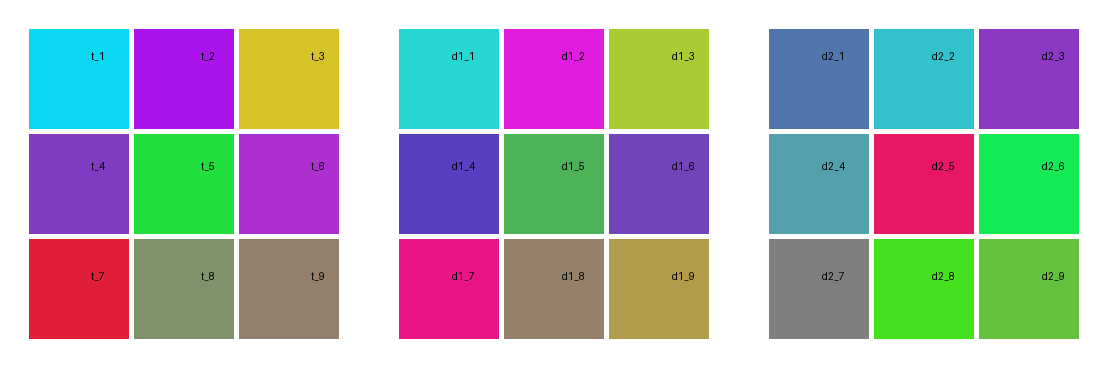 t_1 t_2 t_3 d1_1 d1_2 d1_3 d2_1 d2_2 d2_3
t_4 t_5 t_6 d1_4 d1_5 d1_6 d2_4 d2_5 d2_6
t_7 t_8 t_9 d1_7 d1_8 d1_9 d2_7 d2_8 d2_9